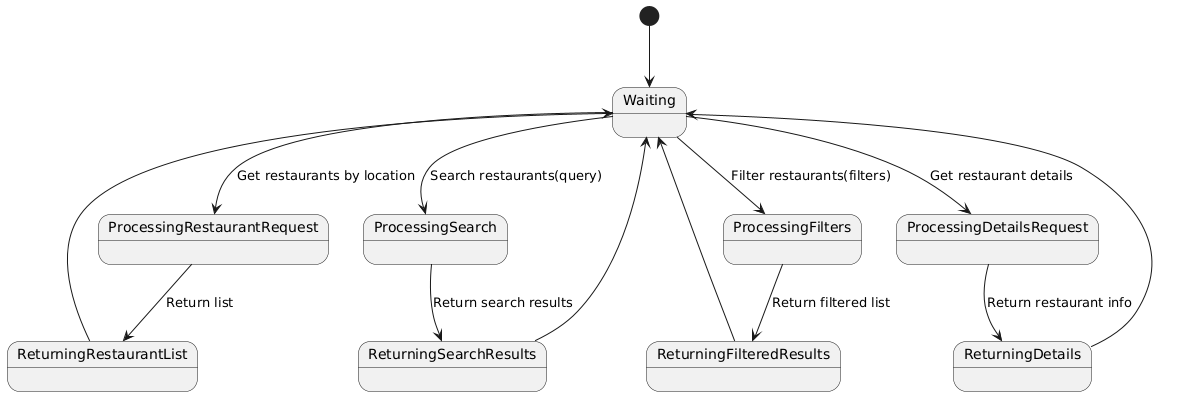 Waiting
Get restaurants by location
Search restaurants(query)
Filter restaurants(filters)
Get restaurant details
ProcessingRestaurantRequest
ProcessingSearch
ProcessingFilters
ProcessingDetailsRequest
Return list
Return search results
Return filtered list
Return restaurant info
ReturningRestaurantList
ReturningSearchResults
ReturningFilteredResults
ReturningDetails